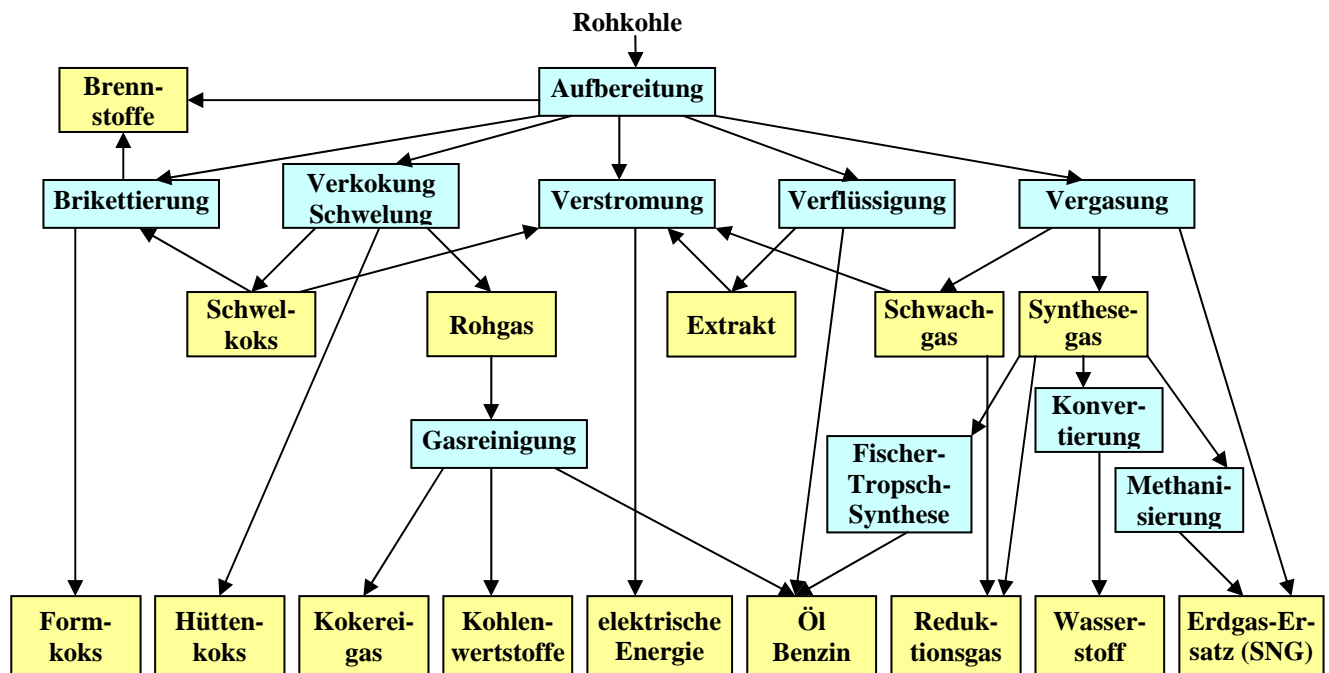 Rohkohle
Brenn-
stoffe
Aufbereitung
Brikettierung
Verkokung
Schwelung
Verstromung
Verflüssigung
Vergasung
Schwel-
koks
Rohgas
Extrakt
Schwach-
gas
Synthese-
gas
Gasreinigung
Fischer-
Tropsch-
Synthese
Konver-
tierung
Methani-
sierung
Form-
koks
Hütten-
koks
Kokerei-
gas
Kohlen-
wertstoffe
elektrische
Energie
Öl
Benzin
Reduk-
tionsgas
Wasser-
stoff
Erdgas-Er-
satz (SNG)